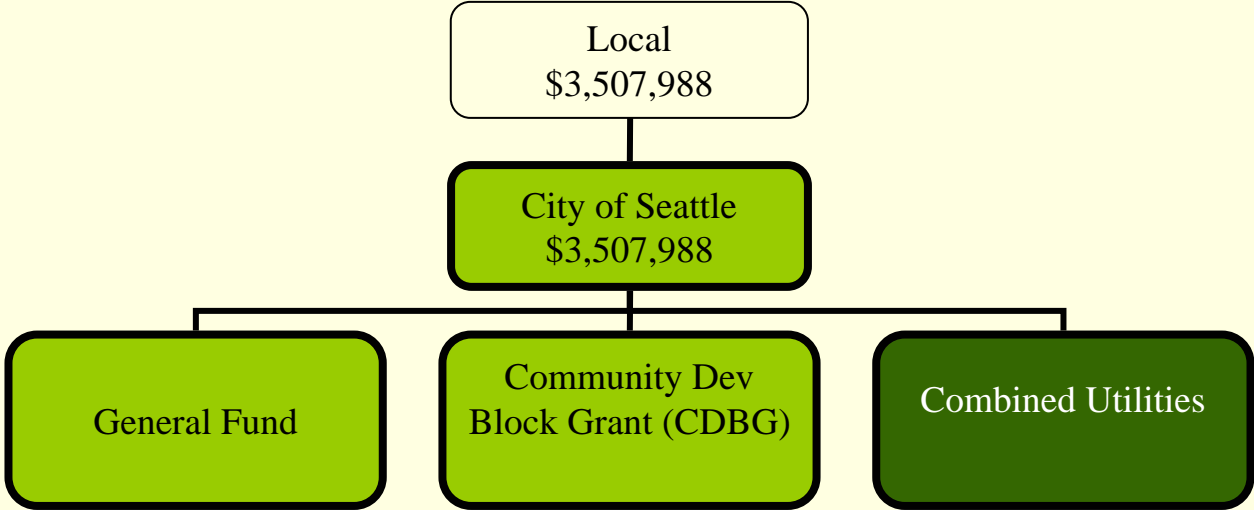 Local
$3,507,988
City of Seattle
$3,507,988
General Fund
Community Dev
Block Grant (CDBG)
Combined Utilities